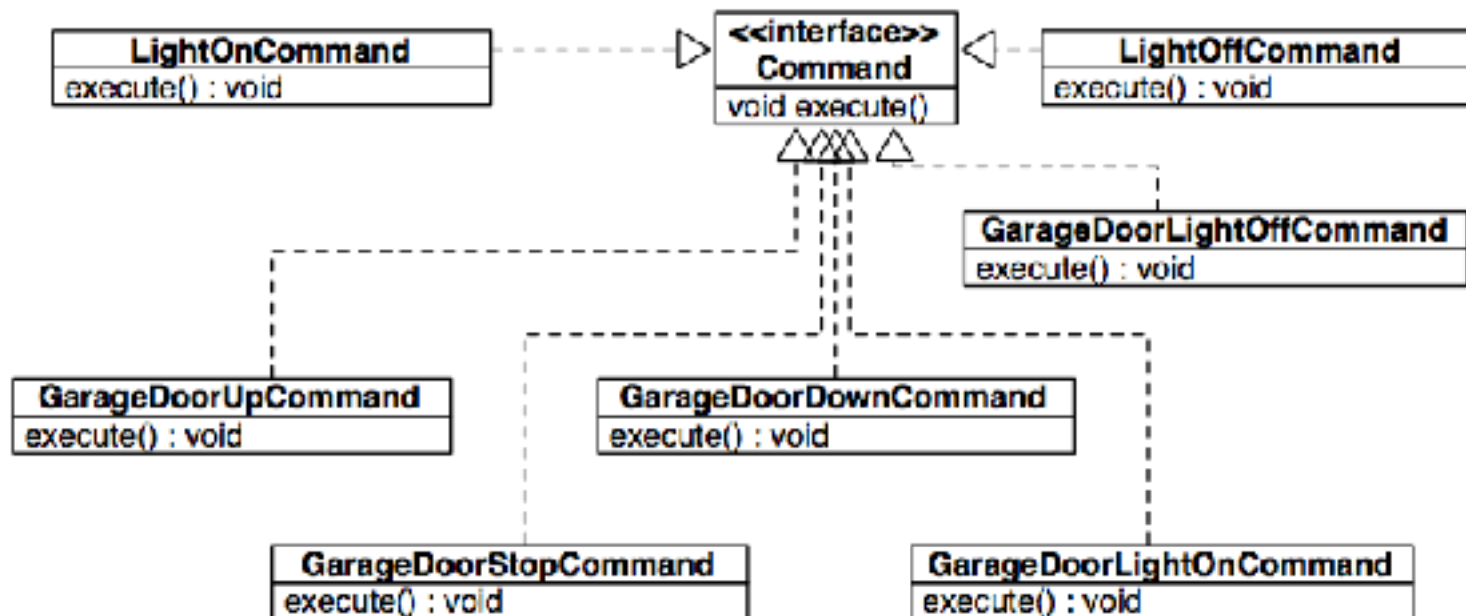 <<interface>>
Command
void execute()
LightOnCommand
execute() : void
LightOffCommand
execute() : void
GarageDoorLightOffCommand
execute() : void
GarageDoorUpCommand
execute() : void
GarageDoorDownCommand
execute() : void
GarageDoorStopCommand
execute() : void
GarageDoorLightOnCommand
execute() : void